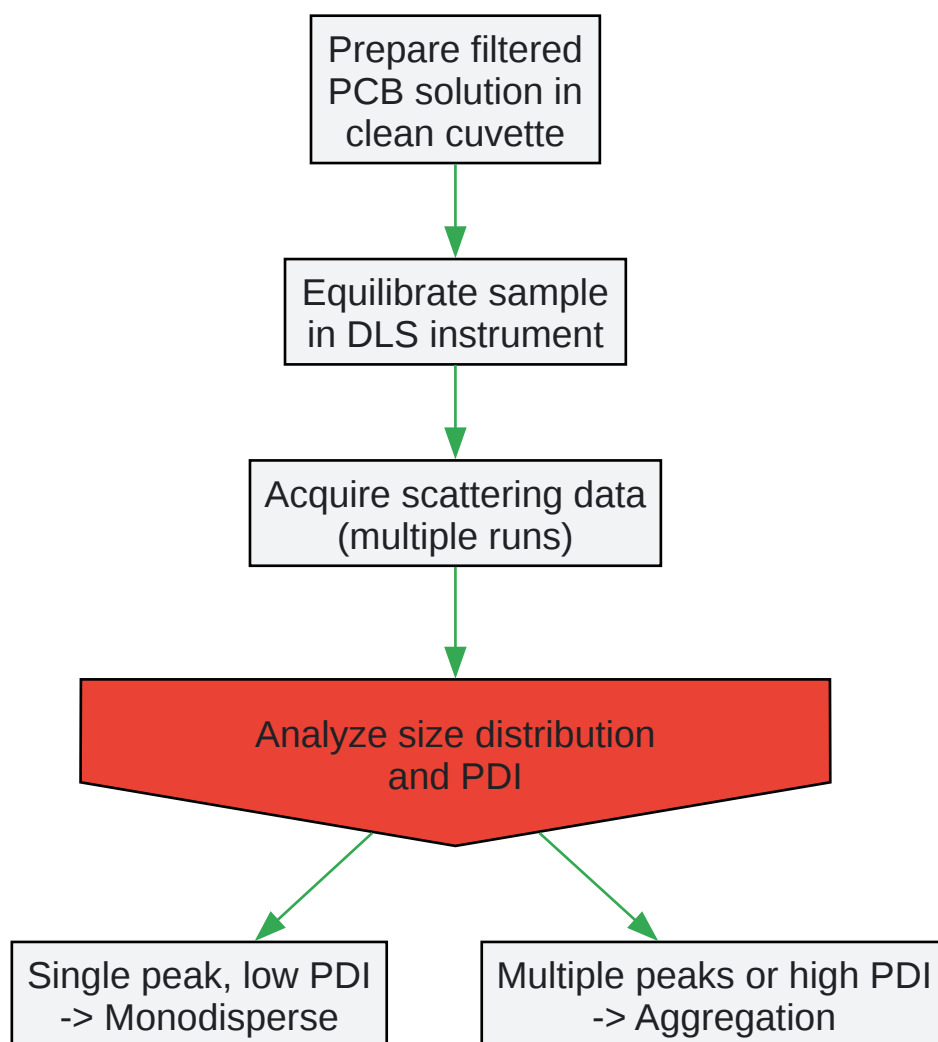 Prepare filtered
PCB solution in
clean cuvette
Equilibrate sample
in DLS instrument
Acquire scattering data
(multiple runs)
Analyze size distribution
and PDI
Single peak, low PDI
-> Monodisperse
Multiple peaks or high PDI
-> Aggregation